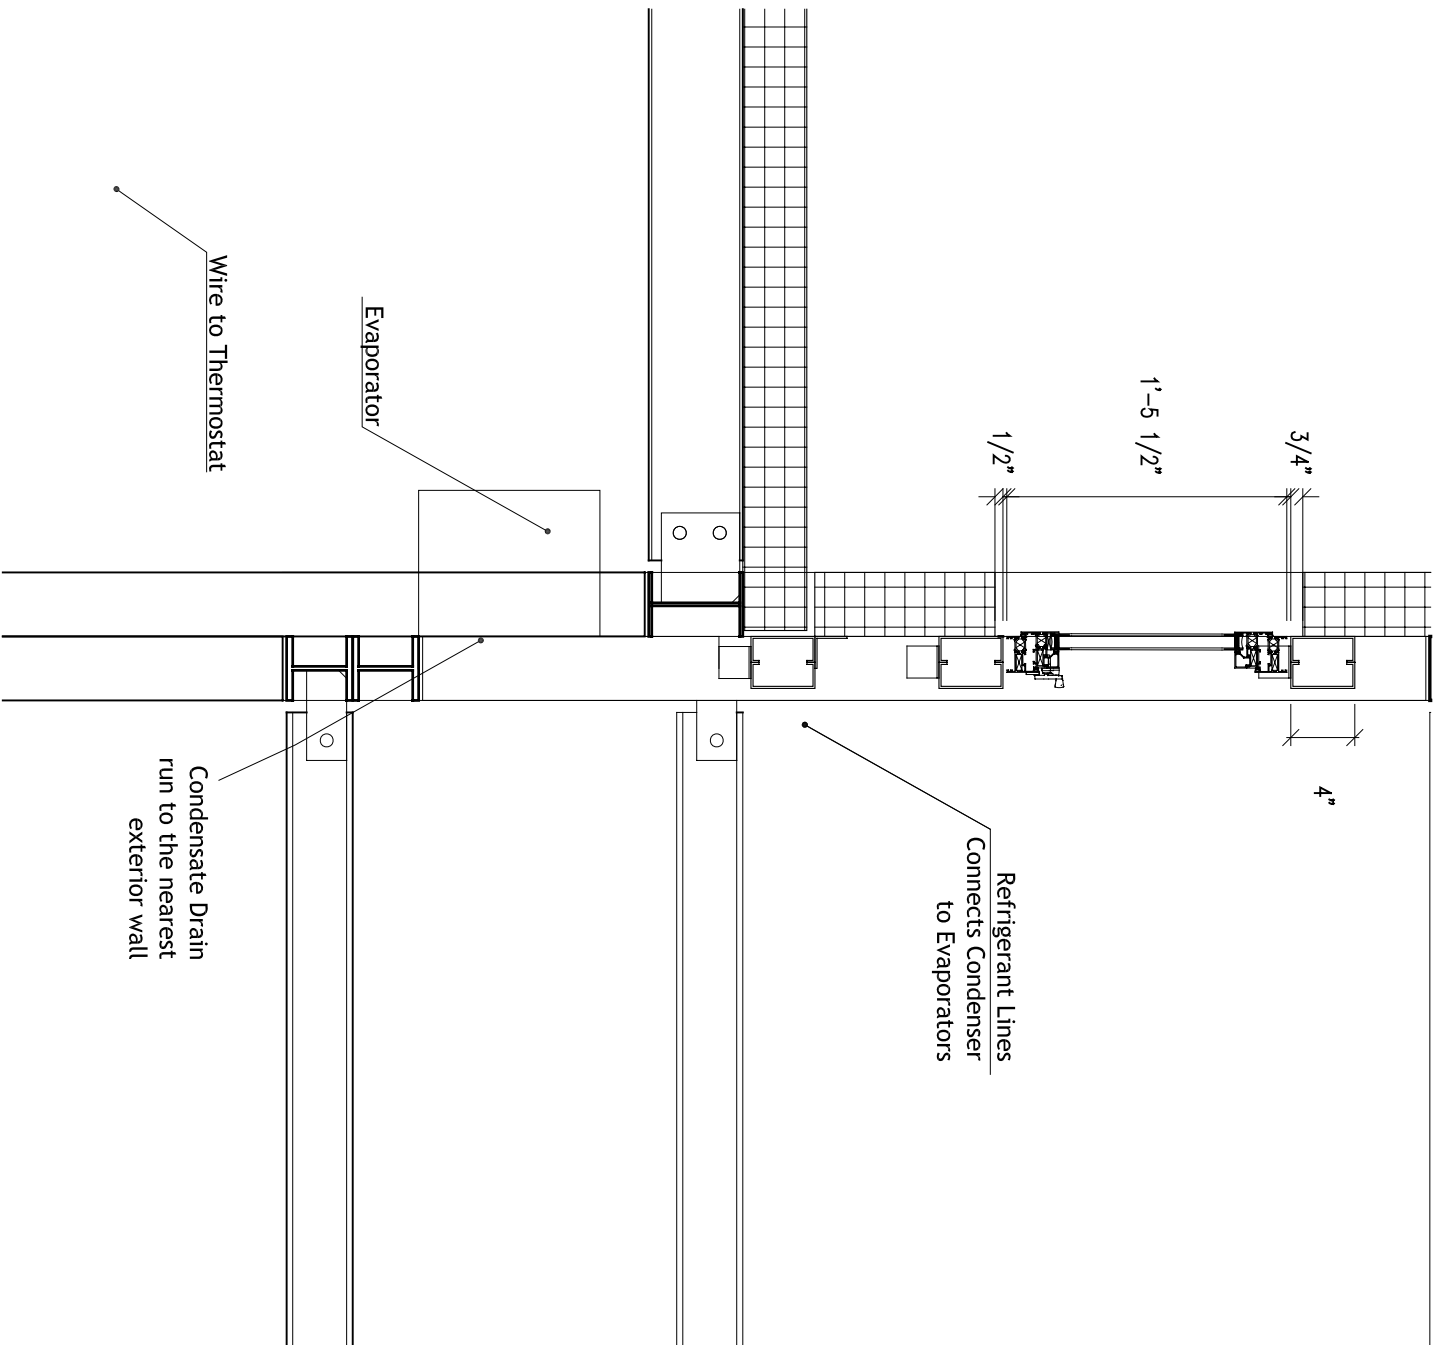 3/4"
4"
1'-5 1/2"
1/2"
Refrigerant Lines
Connects Condenser
to Evaporators
Evaporator
Wire to Thermostat
Condensate Drain
run to the nearest
exterior wall